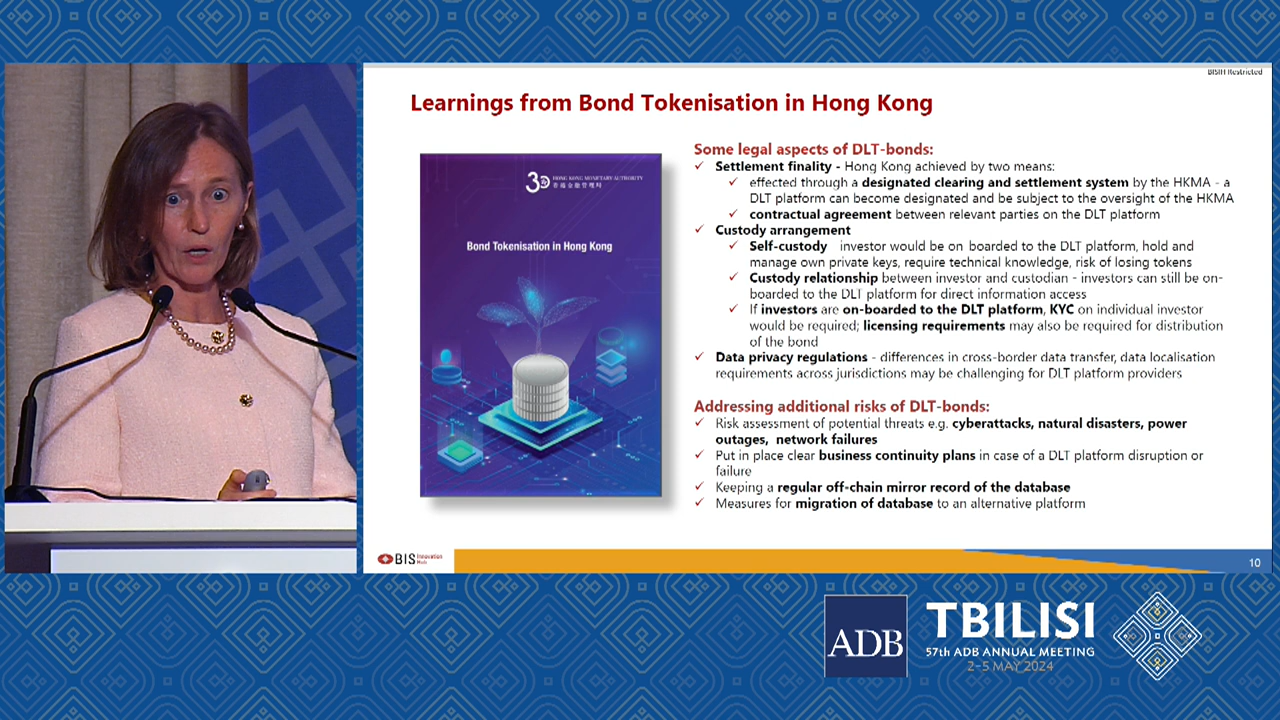 BISIH Restricted
Learnings from Bond Tokenisation in Hong Kong
HONG KONG MONETARY AUTHORITY
香港金融管理局
Bond Tokenisation in Hong Kong
Some legal aspects of DLT-bonds:
✓ Settlement finality - Hong Kong achieved by two means:
✓ effected through a designated clearing and settlement system by the HKMA - a
DLT platform can become designated and be subject to the oversight of the HKMA
✓ contractual agreement between relevant parties on the DLT platform
✓ Custody arrangement
✓ Self-custody investor would be on boarded to the DLT platform, hold and
manage own private keys, require technical knowledge, risk of losing tokens
✓ Custody relationship between investor and custodian - investors can still be on-
boarded to the DLT platform for direct information access
✓ If investors are on-boarded to the DLT platform, KYC on individual investor
would be required; licensing requirements may also be required for distribution
of the bond
✓ Data privacy regulations - differences in cross-border data transfer, data localisation
requirements across jurisdictions may be challenging for DLT platform providers
Addressing additional risks of DLT-bonds:
✓ Risk assessment of potential threats e.g. cyberattacks, natural disasters, power
outages, network failures
✓ Put in place clear business continuity plans in case of a DLT platform disruption or
failure
✓ Keeping a regular off-chain mirror record of the database
✓ Measures for migration of database to an alternative platform
BIS Innovation
Hub
10
ADB
TBILISI
57th ADB ANNUAL MEETING
2–5 MAY 2024